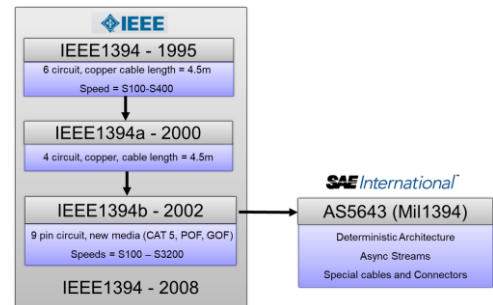 IEEE
IEEE1394 - 1995
6 circuit, copper cable length = 4.5m
Speed = S100-S400
IEEE1394a - 2000
4 circuit, copper, cable length = 4.5m
IEEE1394b - 2002
9 pin circuit, new media (CAT 5, POF, GOF)
Speeds = S100 – S3200
IEEE1394 - 2008
SAE International
AS5643 (Mil1394)
Deterministic Architecture
Async Streams
Special cables and Connectors